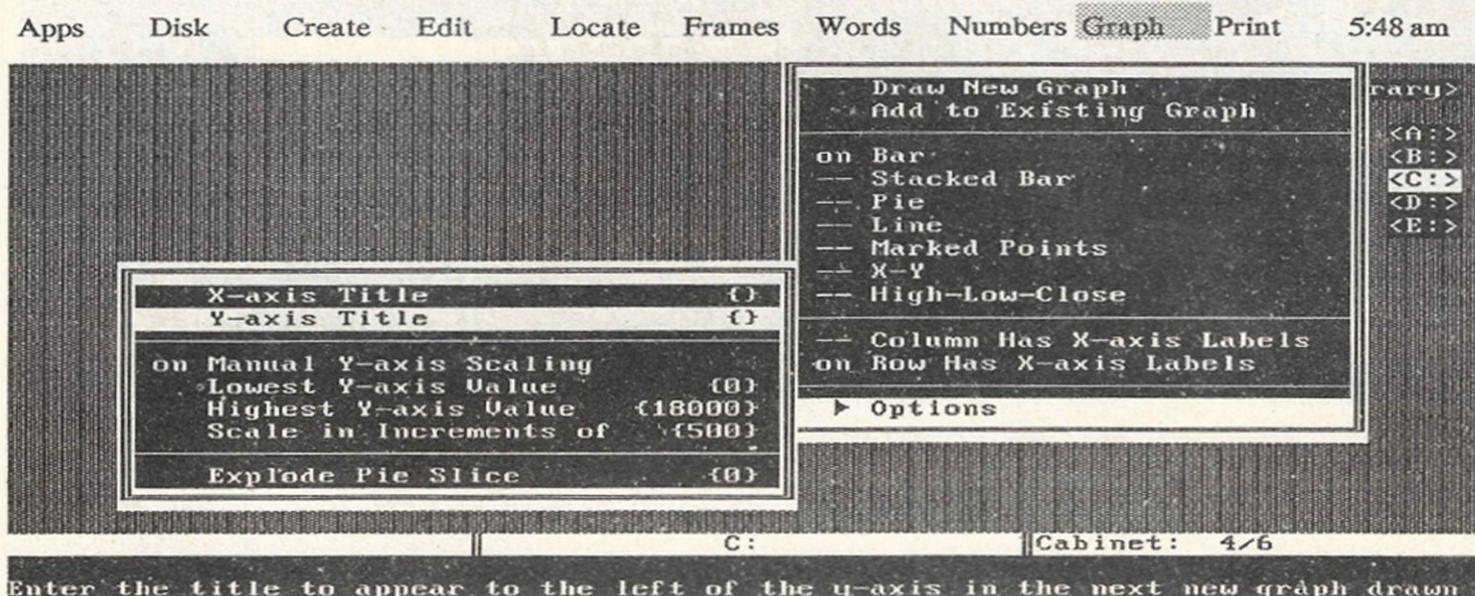 Apps Disk Create Edit Locate Frames Words Numbers Graph Print 5:48 am
Draw New Graph
Add to Existing Graph
on Bar
-- Stacked Bar
-- Pie
-- Line
-- Marked Points
-- X-Y
-- High-Low-Close
-- Column Has X-axis Labels
on Row Has X-axis Labels
► Options
rary>
<A:>
<B:>
<C:>
<D:>
<E:>
X-axis Title {}
Y-axis Title {}
on Manual Y-axis Scaling
Lowest Y-axis Value {0}
Highest Y-axis Value {18000}
Scale in Increments of {500}
Explode Pie Slice {0}
C: Cabinet: 4/6
Enter the title to appear to the left of the y-axis in the next new graph drawn